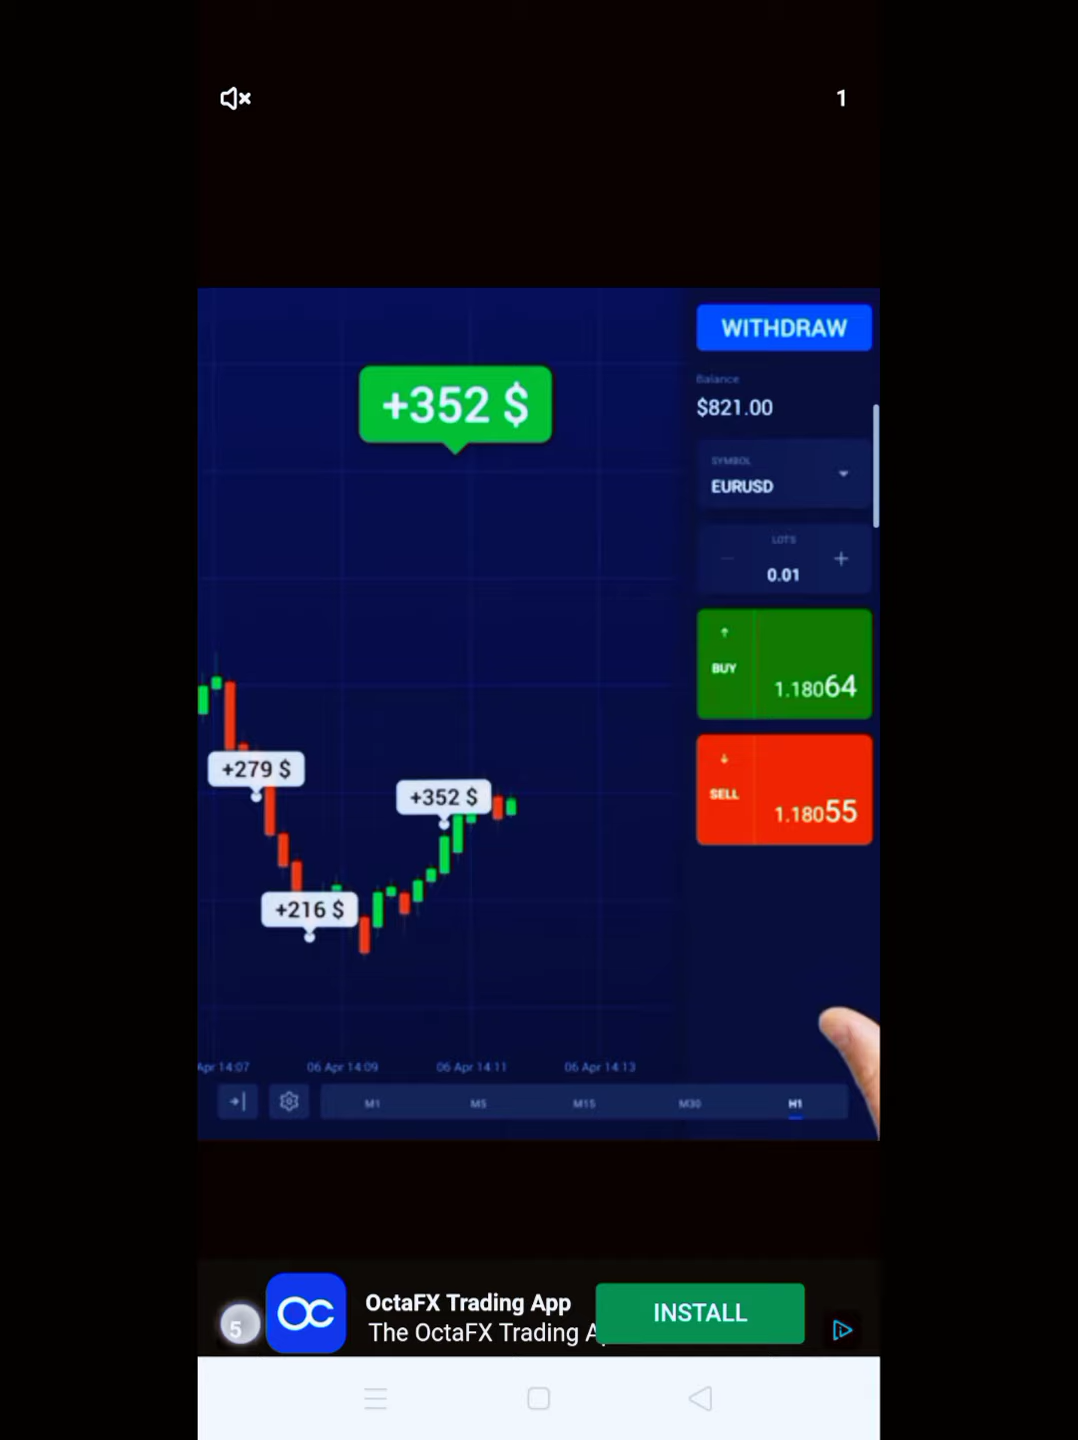 1
WITHDRAW
+352 $
Balance
$821.00
SYMBOL
EURUSD
LOTS
0.01
BUY
1.18064
+279 $
+352 $
SELL
1.18055
+216 $
Apr 14:07
06 Apr 14:09
06 Apr 14:11
06 Apr 14:13
M1
M5
M15
M30
H1
5
OC
OctaFX Trading App
The OctaFX Trading A
INSTALL